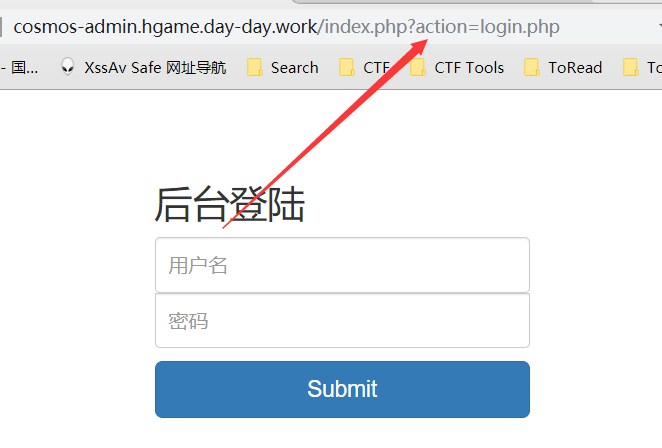 cosmos-admin.hgame.day-day.work/index.php?action=login.php
- 国... XssAv Safe 网址导航 Search CTF CTF Tools ToRead To
后台登陆
用户名
密码
Submit